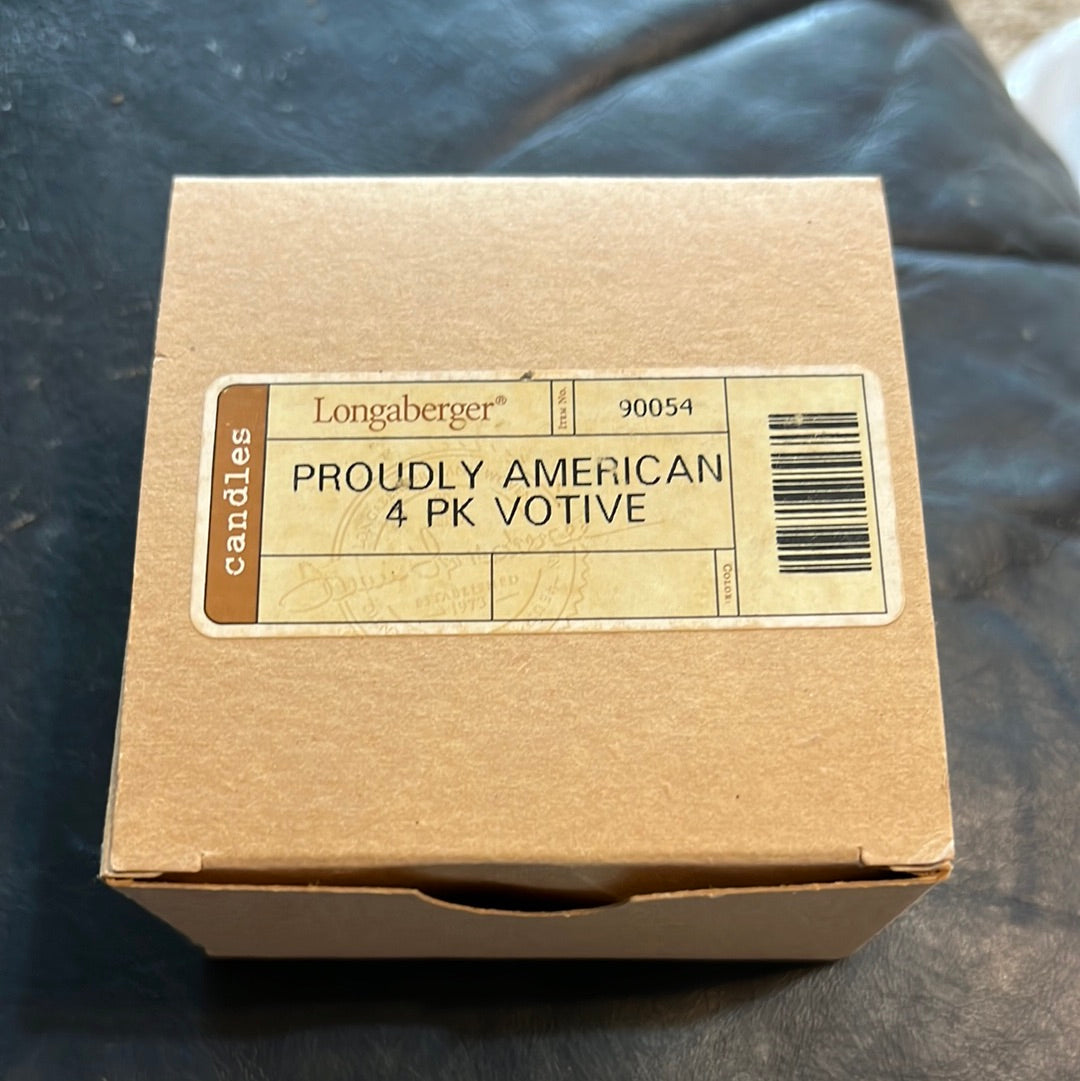 candles
Longaberger®
Item No.
90054
PROUDLY AMERICAN
4 PK VOTIVE
Color: